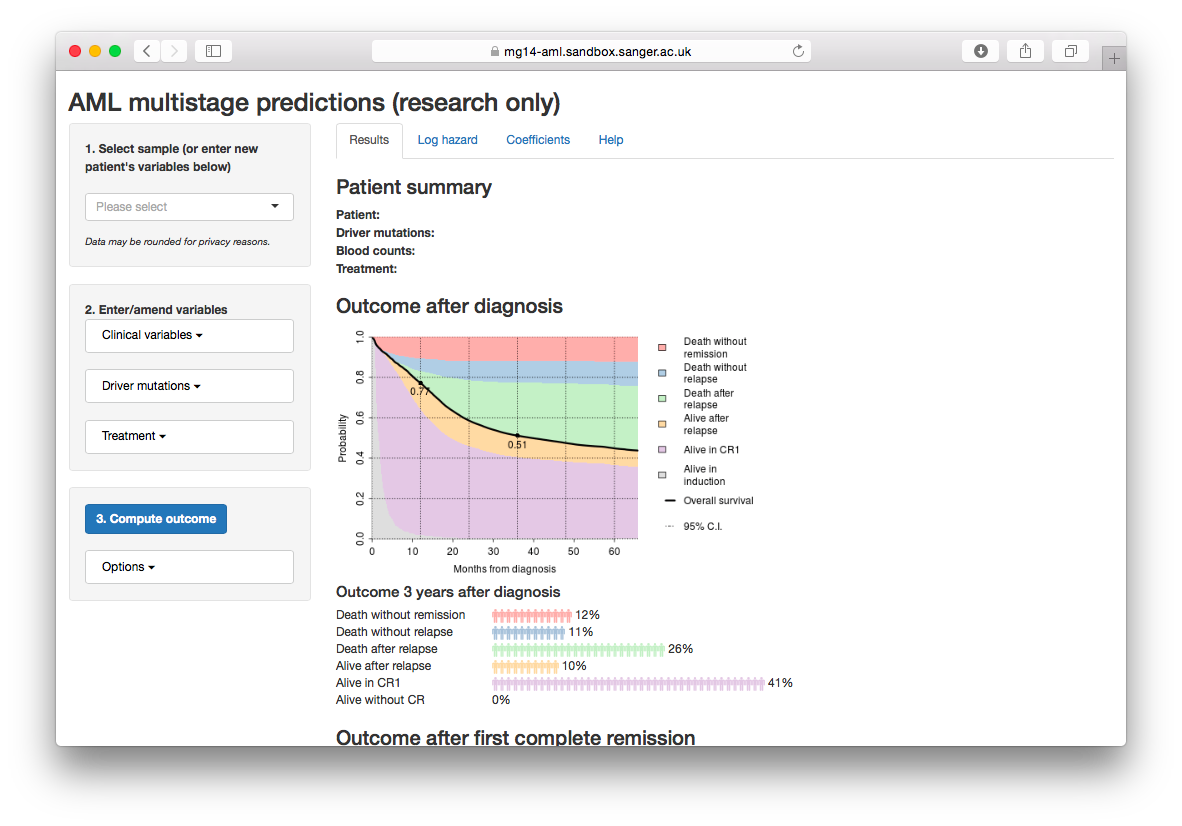 mg14-aml.sandbox.sanger.ac.uk
AML multistage predictions (research only)
1. Select sample (or enter new
patient's variables below)
Please select
Data may be rounded for privacy reasons.
2. Enter/amend variables
Clinical variables
Driver mutations
Treatment
3. Compute outcome
Options
Results Log hazard Coefficients Help
Patient summary
Patient:
Driver mutations:
Blood counts:
Treatment:
Outcome after diagnosis
Probability
1.0
0.8
0.6
0.4
0.2
0.0
0.77
0.51
0 10 20 30 40 50 60
Months from diagnosis
Death without
remission
Death without
relapse
Death after
relapse
Alive after
relapse
Alive in CR1
Alive in
induction
Overall survival
95% C.I.
Outcome 3 years after diagnosis
Death without remission 12%
Death without relapse 11%
Death after relapse 26%
Alive after relapse 10%
Alive in CR1 41%
Alive without CR 0%
Outcome after first complete remission